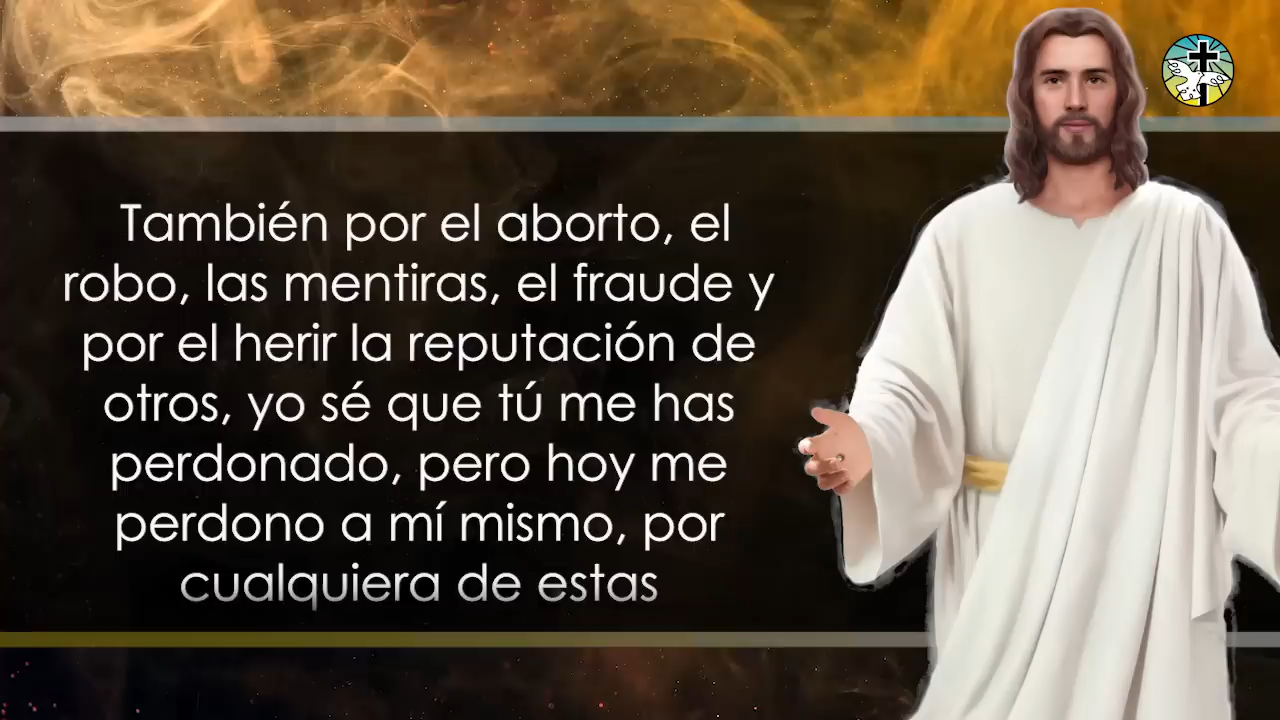 También por el aborto, el
robo, las mentiras, el fraude y
por el herir la reputación de
otros, yo sé que tú me has
perdonado, pero hoy me
perdono a mí mismo, por
cualquiera de estas